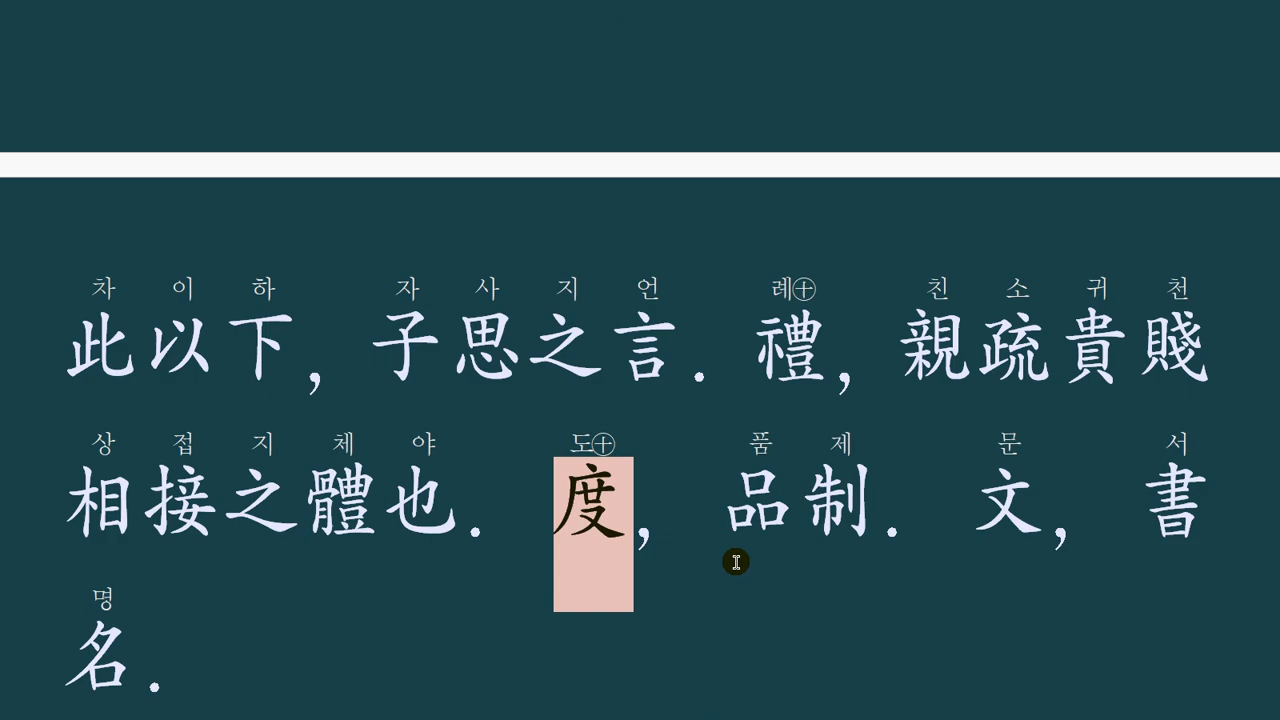 차 이 하 자 사 지 언 례㊉ 친 소 귀 천
此以下, 子思之言. 禮, 親疏貴賤
상 접 지 체 야 도㊉ 품 제 문 서
相接之體也. 度, 品制. 文, 書
명
名.